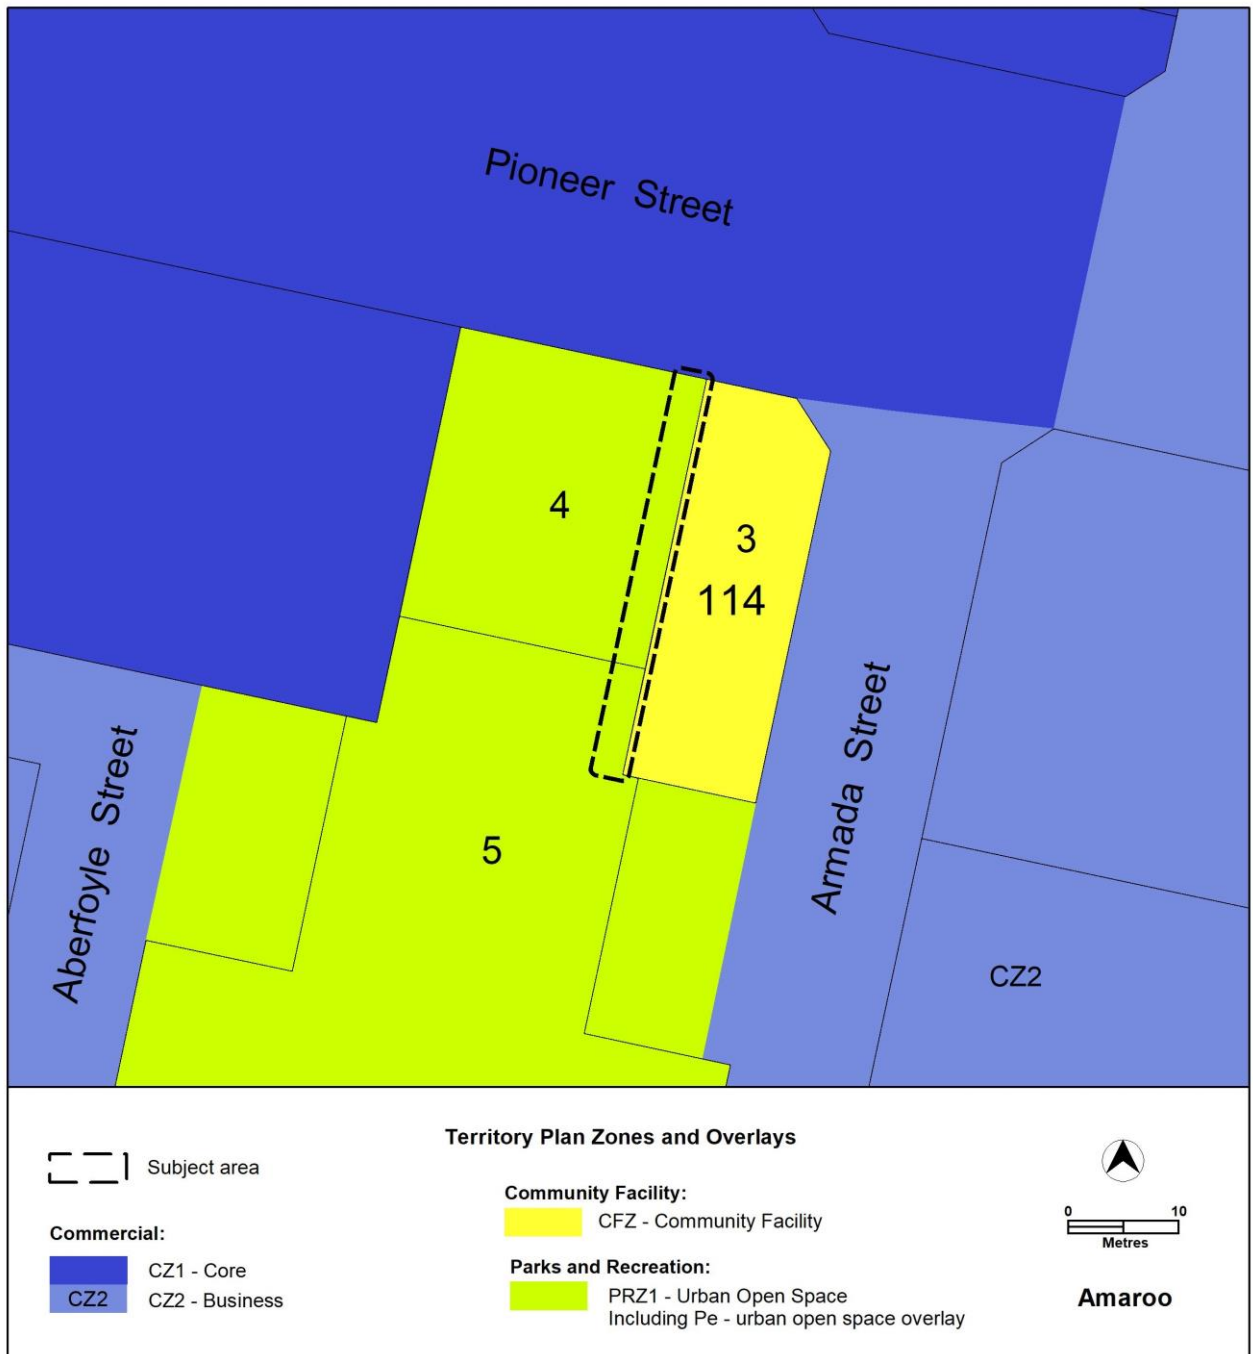 Pioneer Street
4
3
114
5
Aberfoyle Street
Armada Street
CZ2
Territory Plan Zones and Overlays
Subject area
Commercial:
CZ1 - Core
CZ2
CZ2 - Business
Community Facility:
CFZ - Community Facility
Parks and Recreation:
PRZ1 - Urban Open Space
Including Pe - urban open space overlay
0 10
Metres
Amaroo